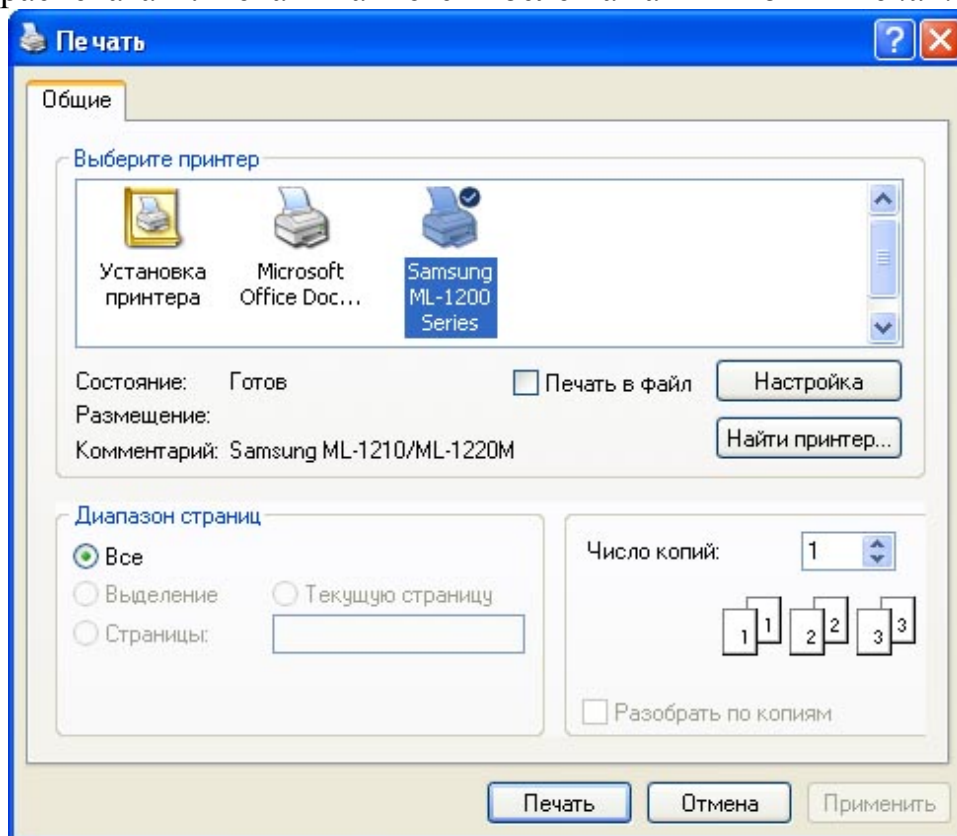 Печать
Общие
Выберите принтер
Установка принтера
Microsoft Office Doc...
Samsung ML-1200 Series
Состояние: Готов
Печать в файл
Настройка
Размещение:
Найти принтер...
Комментарий: Samsung ML-1210/ML-1220M
Диапазон страниц
Все
Выделение
Текущую страницу
Страницы:
Число копий: 1
1 1 2 2 3 3
Разобрать по копиям
Печать
Отмена
Применить